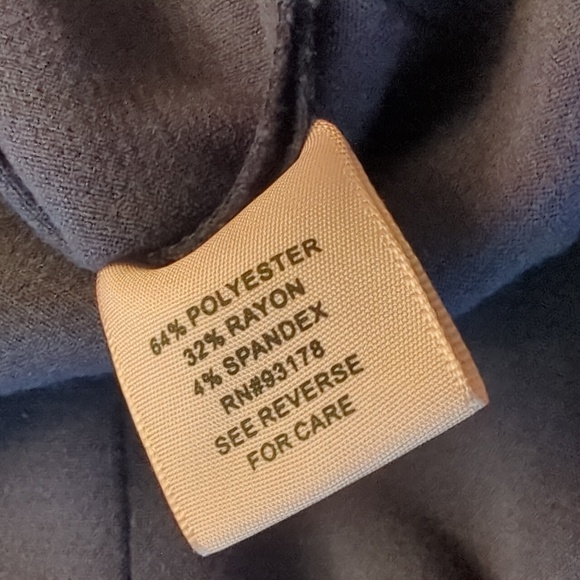 64% POLYESTER
32% RAYON
4% SPANDEX
RN#93178
SEE REVERSE
FOR CARE